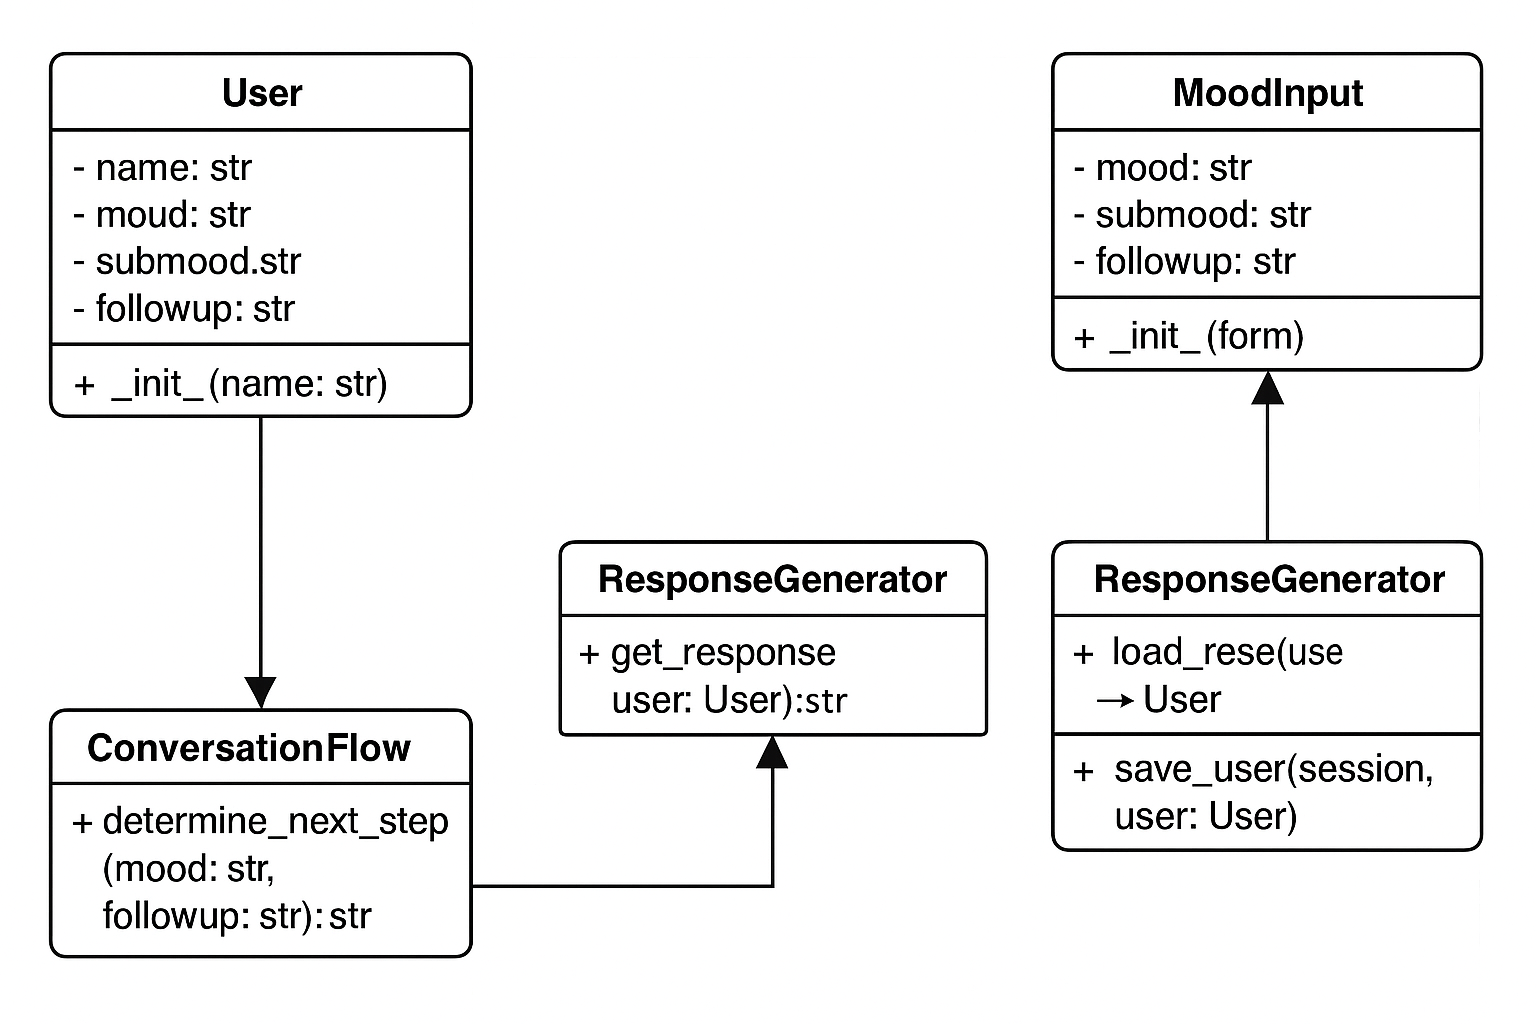 User
- name: str
- moud: str
- submood.str
- followup: str
+ _init_(name: str)
MoodInput
- mood: str
- submood: str
- followup: str
+ _init_(form)
ConversationFlow
+ determine_next_step
(mood: str,
followup: str): str
ResponseGenerator
+ get_response
user: User):str
ResponseGenerator
+ load_rese(use
→ User
+ save_user(session,
user: User)